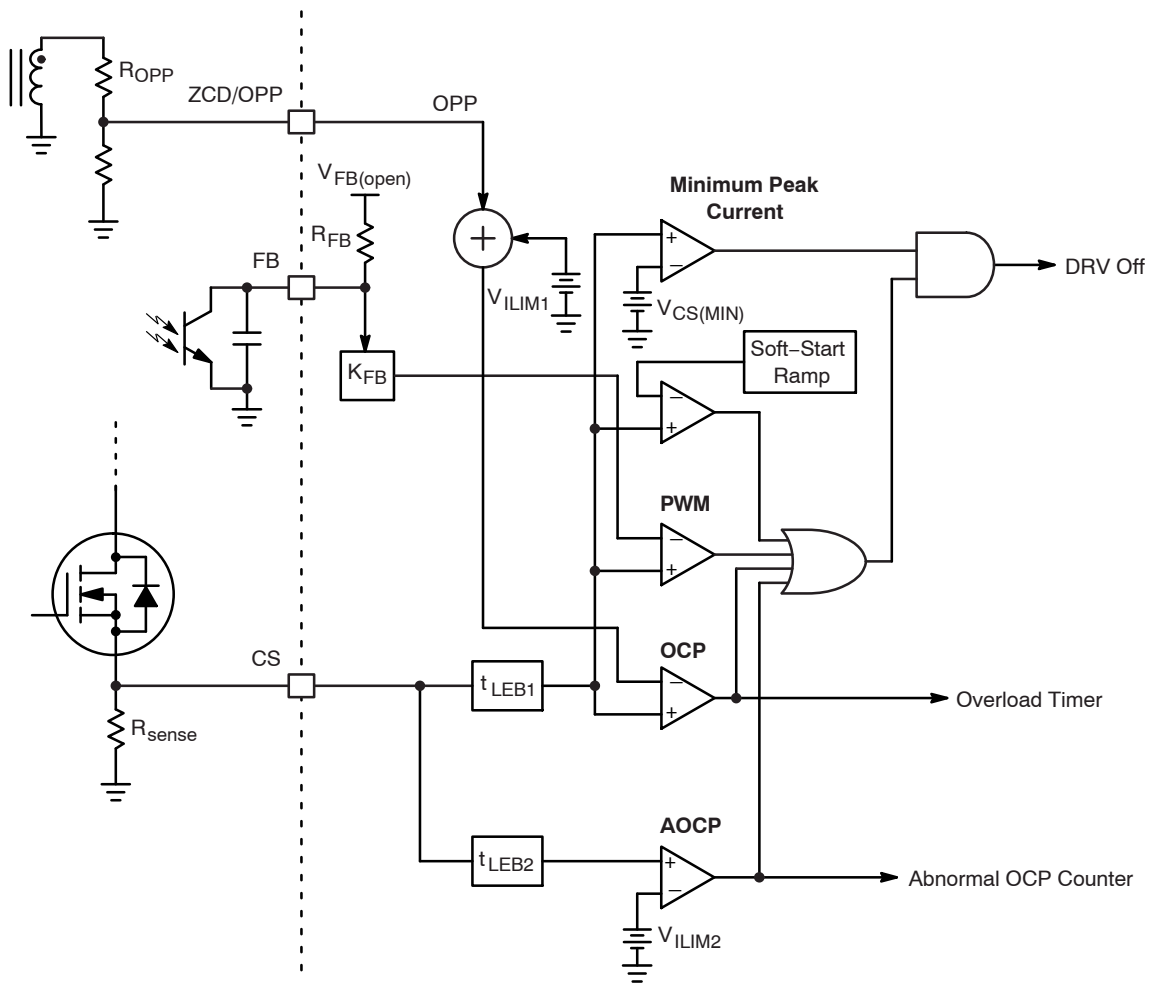 R_OPP
ZCD/OPP
OPP
V_FB(open)
R_FB
FB
K_FB
+
V_ILIM1
Minimum Peak
Current
+
−
V_CS(MIN)
DRV Off
Soft−Start
Ramp
−
+
PWM
−
+
CS
t_LEB1
OCP
−
+
Overload Timer
R_sense
t_LEB2
AOCP
+
−
Abnormal OCP Counter
V_ILIM2